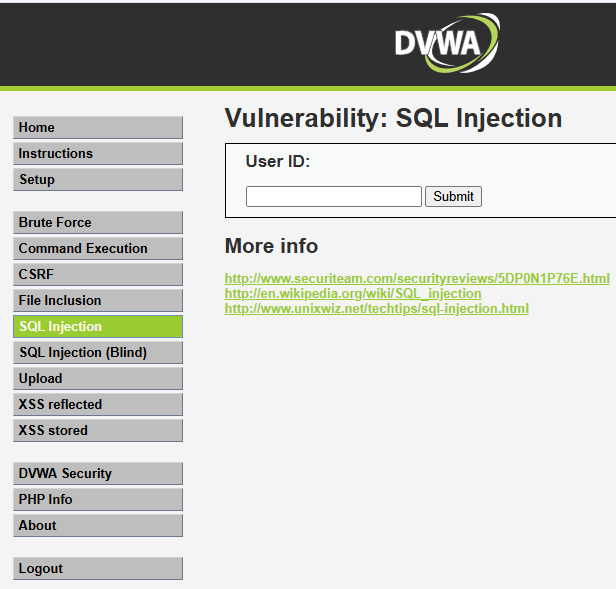 DVWA
Home
Instructions
Setup
Brute Force
Command Execution
CSRF
File Inclusion
SQL Injection
SQL Injection (Blind)
Upload
XSS reflected
XSS stored
DVWA Security
PHP Info
About
Logout
Vulnerability: SQL Injection
User ID:
Submit
More info
http://www.securiteam.com/securityreviews/5DP0N1P76E.html
http://en.wikipedia.org/wiki/SQL_injection
http://www.unixwiz.net/techtips/sql-injection.html